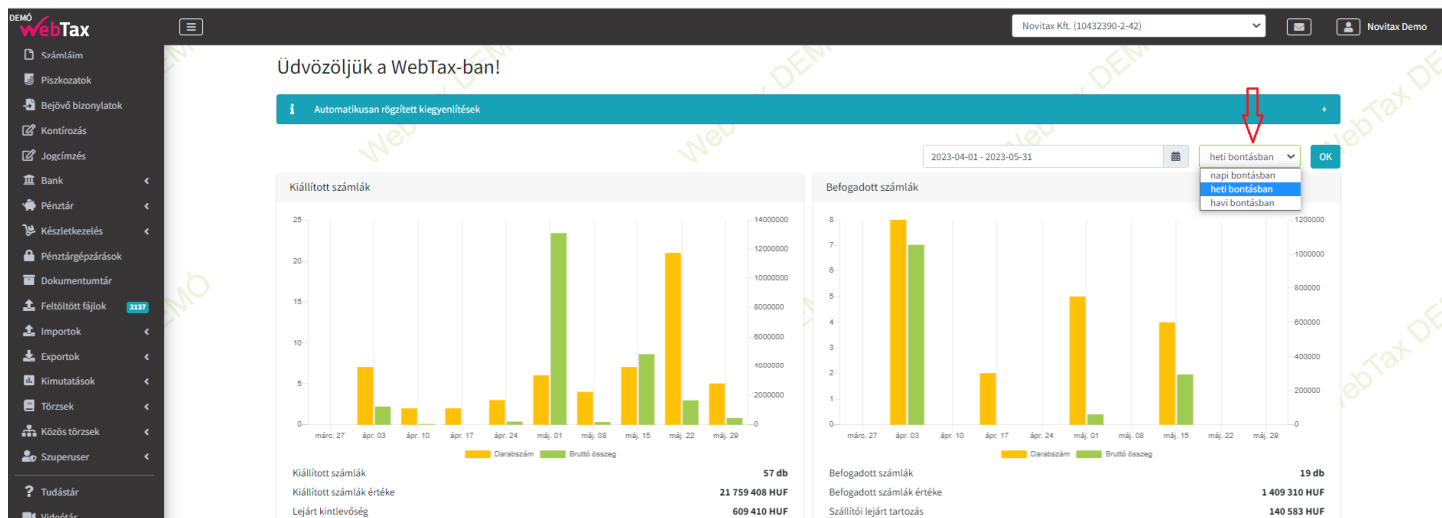 DEMÓ
WebTax
Novitax Kft. (10432390-2-42)
Novitax Demo
Számláim
Piszkozatok
Bejövő bizonylatok
Kontírozás
Jogcímzés
Bank
Pénztár
Készletkezelés
Pénztárgépzárások
Dokumentumtár
Feltöltött fájlok 2137
Importok
Exportok
Kimutatások
Törzsek
Közös törzsek
Szuperuser
Tudástár
Videótár
Üdvözöljük a WebTax-ban!
Automatikusan rögzített kiegyenlítések +
2023-04-01 - 2023-05-31
heti bontásban
OK
napi bontásban
heti bontásban
havi bontásban
Kiállított számlák
25
20
15
10
5
0
14000000
12000000
10000000
8000000
6000000
4000000
2000000
0
márc. 27 ápr. 03 ápr. 10 ápr. 17 ápr. 24 máj. 01 máj. 08 máj. 15 máj. 22 máj. 29
Darabszám Bruttó összeg
Kiállított számlák 57 db
Kiállított számlák értéke 21 759 408 HUF
Lejárt kintlevőség 609 410 HUF
Befogadott számlák
8
7
6
5
4
3
2
1
0
1200000
1000000
800000
600000
400000
200000
0
márc. 27 ápr. 03 ápr. 10 ápr. 17 ápr. 24 máj. 01 máj. 08 máj. 15 máj. 22 máj. 29
Darabszám Bruttó összeg
Befogadott számlák 19 db
Befogadott számlák értéke 1 409 310 HUF
Szállítói lejárt tartozás 140 583 HUF
WebTax DEMÓ